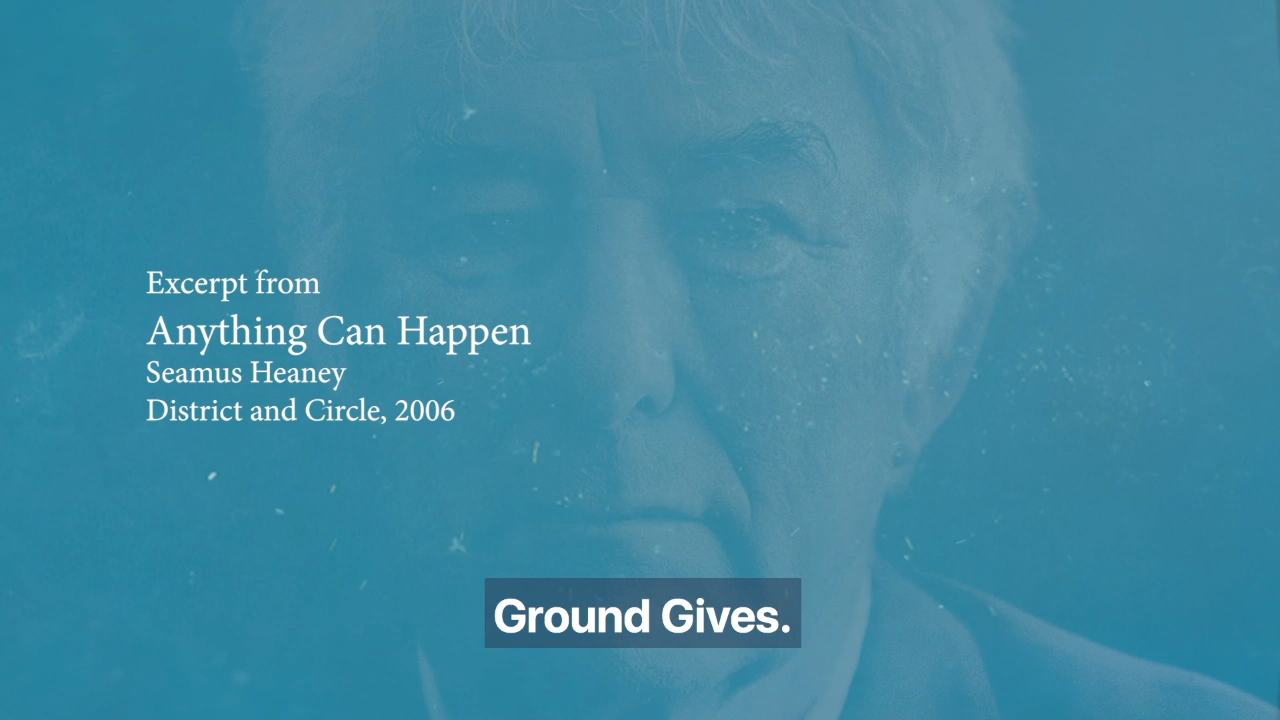 Excerpt from
Anything Can Happen
Seamus Heaney
District and Circle, 2006
Ground Gives.